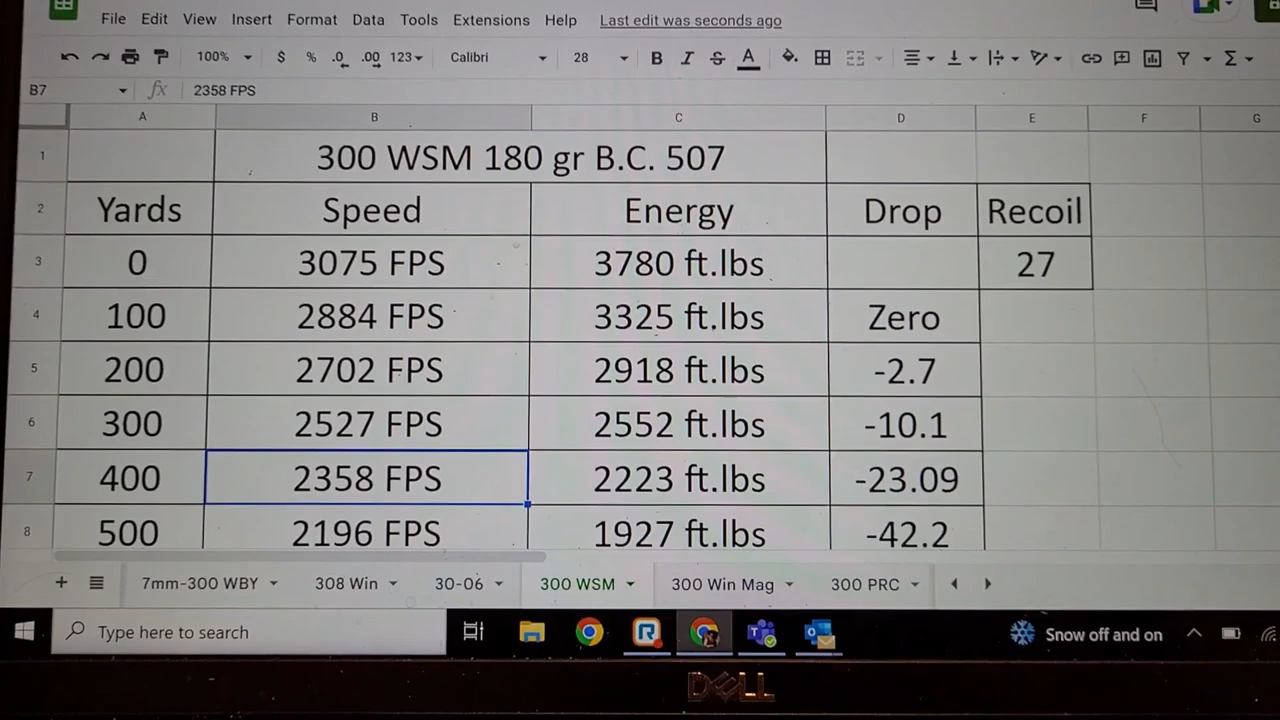 File Edit View Insert Format Data Tools Extensions Help Last edit was seconds ago
100% $ % .0 .00 123 Calibri 28 B I S A
B7 fx 2358 FPS
A B C D E F G
1 300 WSM 180 gr B.C. 507
2 Yards Speed Energy Drop Recoil
3 0 3075 FPS 3780 ft.lbs 27
4 100 2884 FPS 3325 ft.lbs Zero
5 200 2702 FPS 2918 ft.lbs -2.7
6 300 2527 FPS 2552 ft.lbs -10.1
7 400 2358 FPS 2223 ft.lbs -23.09
8 500 2196 FPS 1927 ft.lbs -42.2
7mm-300 WBY 308 Win 30-06 300 WSM 300 Win Mag 300 PRC
Type here to search Snow off and on
DELL